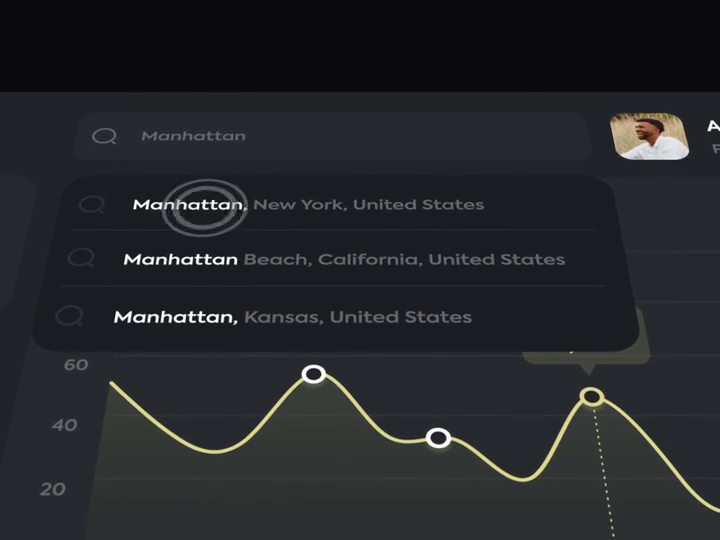 Manhattan
A
Manhattan, New York, United States
Manhattan Beach, California, United States
Manhattan, Kansas, United States
60
40
20